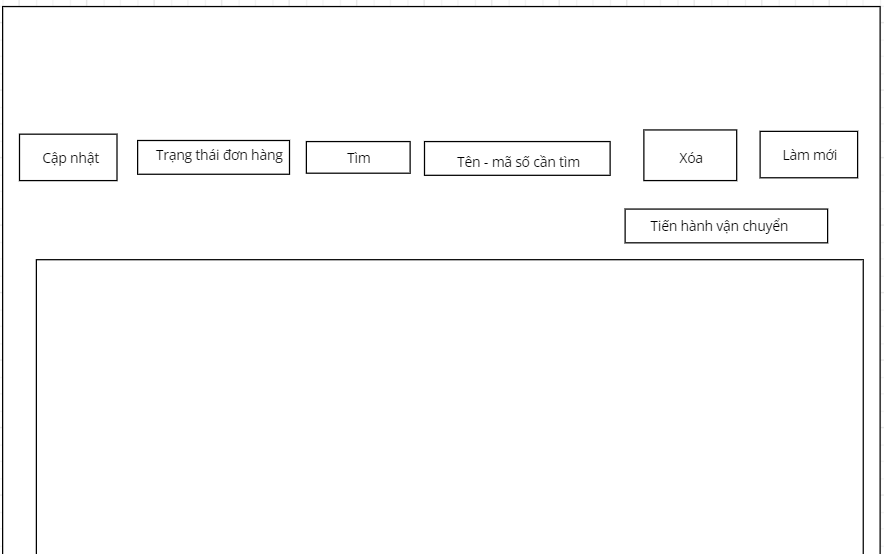 Cập nhật
Trạng thái đơn hàng
Tìm
Tên - mã số cần tìm
Xóa
Làm mới
Tiến hành vận chuyển